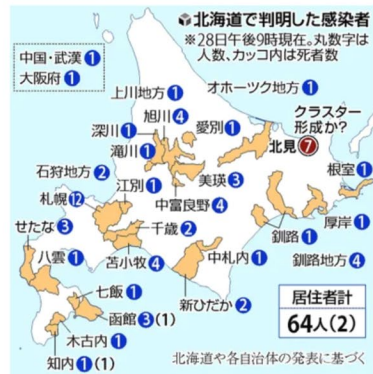 北海道で判明した感染者
※28日午後9時現在。丸数字は
人数、カッコ内は死者数
中国・武漢1
大阪府1
上川地方1
オホーツク地方1
旭川4
クラスター
形成か?
深川1
愛別1
北見7
滝川1
根室1
石狩地方2
江別1
美瑛3
札幌12
中富良野4
厚岸1
せたな3
千歳2
釧路1
八雲1
苫小牧4
中札内1
釧路地方4
七飯1
新ひだか2
函館3(1)
居住者計
64人(2)
木古内1
知内1(1)
北海道や各自治体の発表に基づく